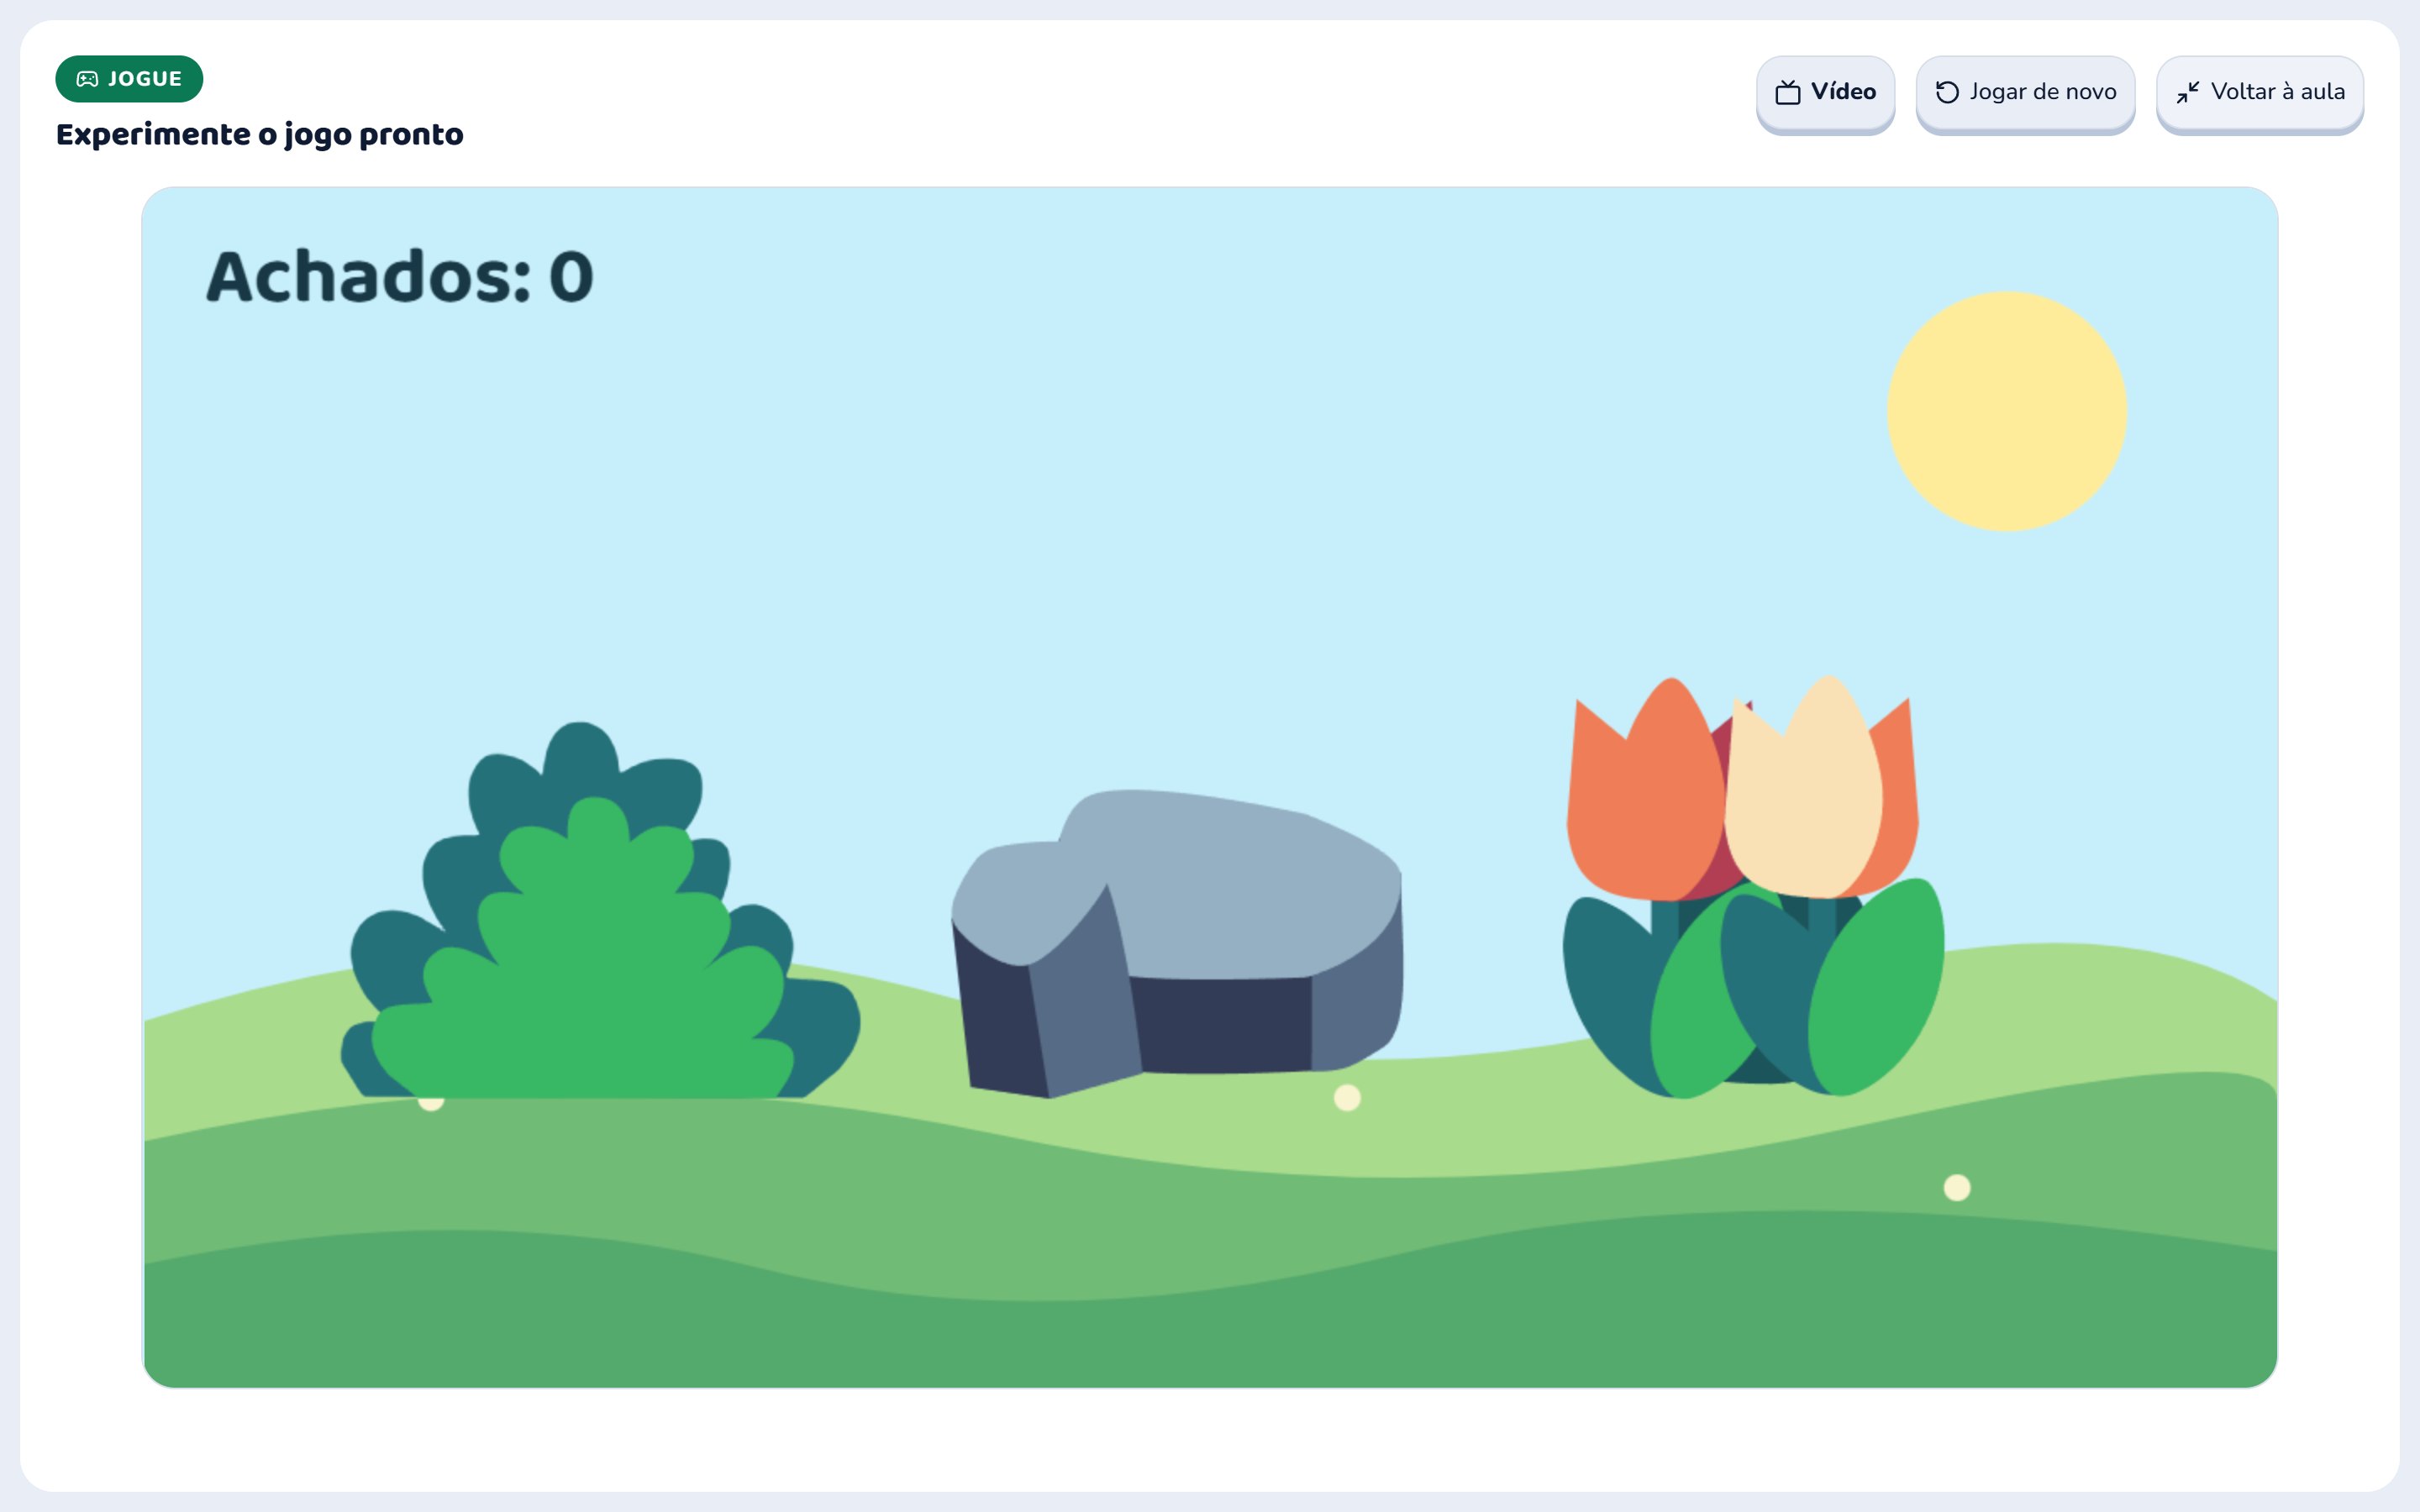 JOGUE
Experimente o jogo pronto
Vídeo
Jogar de novo
Voltar à aula
Achados: 0